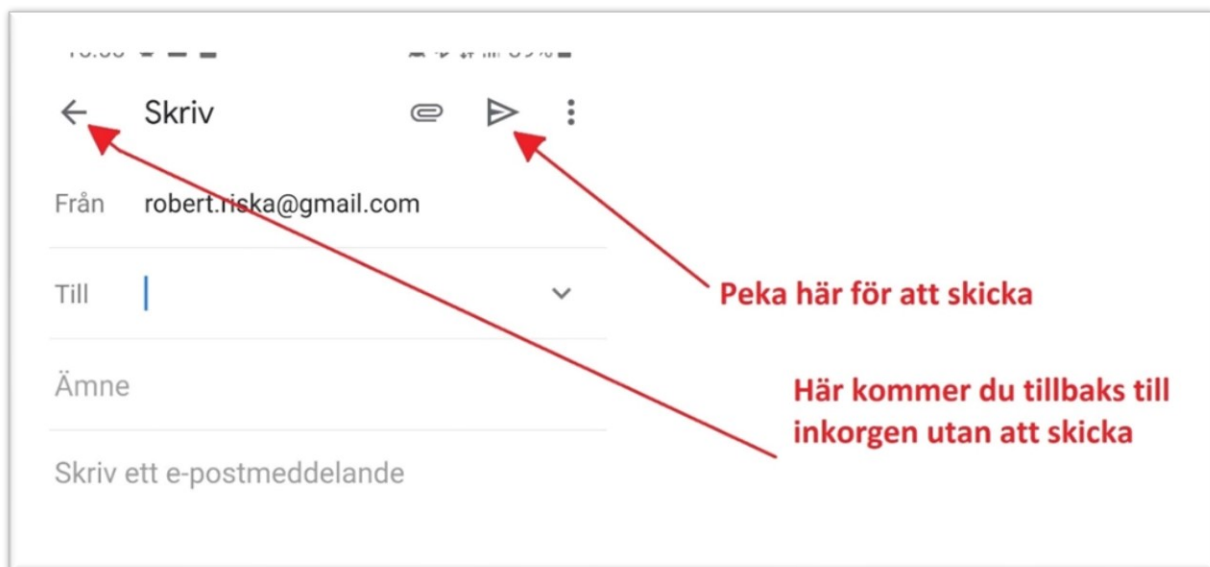 Skriv
Från robert.riska@gmail.com
Till
Peka här för att skicka
Ämne
Här kommer du tillbaks till
inkorgen utan att skicka
Skriv ett e-postmeddelande